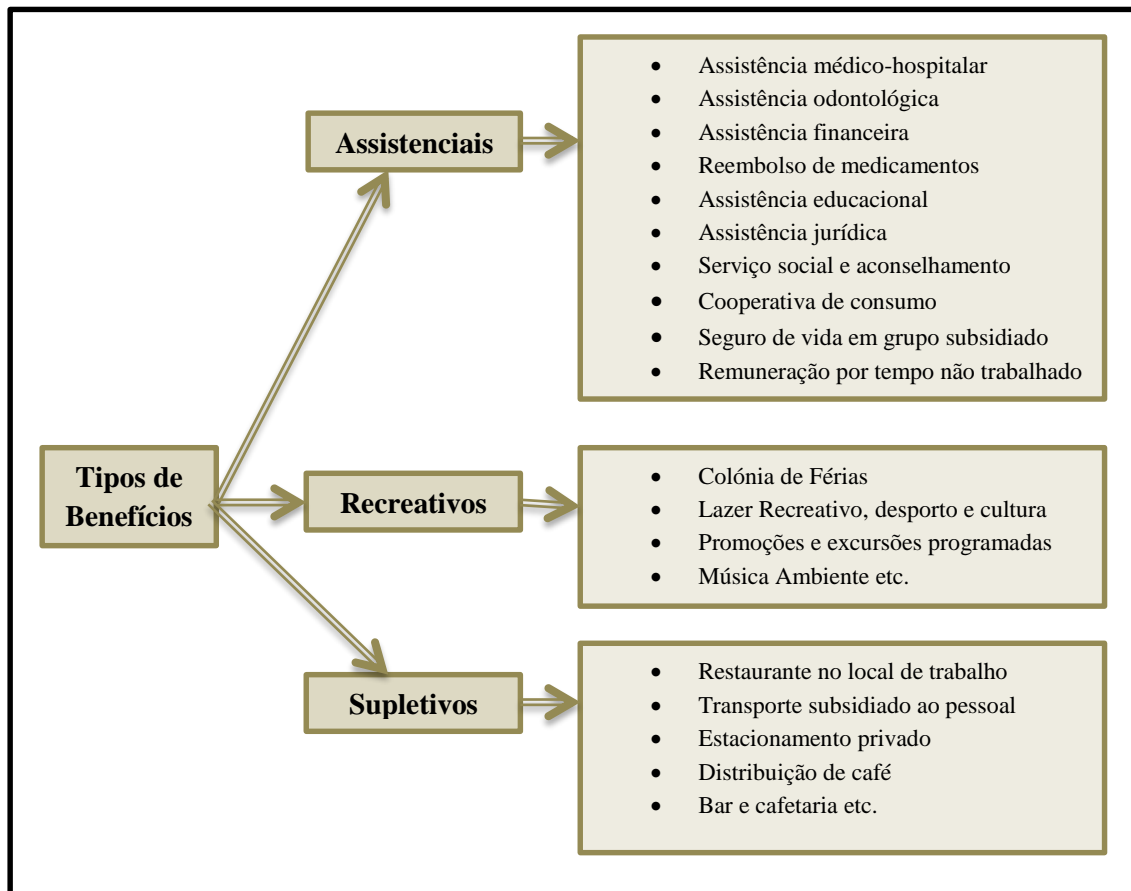 Tipos de
Benefícios
Assistenciais
• Assistência médico-hospitalar
• Assistência odontológica
• Assistência financeira
• Reembolso de medicamentos
• Assistência educacional
• Assistência jurídica
• Serviço social e aconselhamento
• Cooperativa de consumo
• Seguro de vida em grupo subsidiado
• Remuneração por tempo não trabalhado
Recreativos
• Colónia de Férias
• Lazer Recreativo, desporto e cultura
• Promoções e excursões programadas
• Música Ambiente etc.
Supletivos
• Restaurante no local de trabalho
• Transporte subsidiado ao pessoal
• Estacionamento privado
• Distribuição de café
• Bar e cafetaria etc.